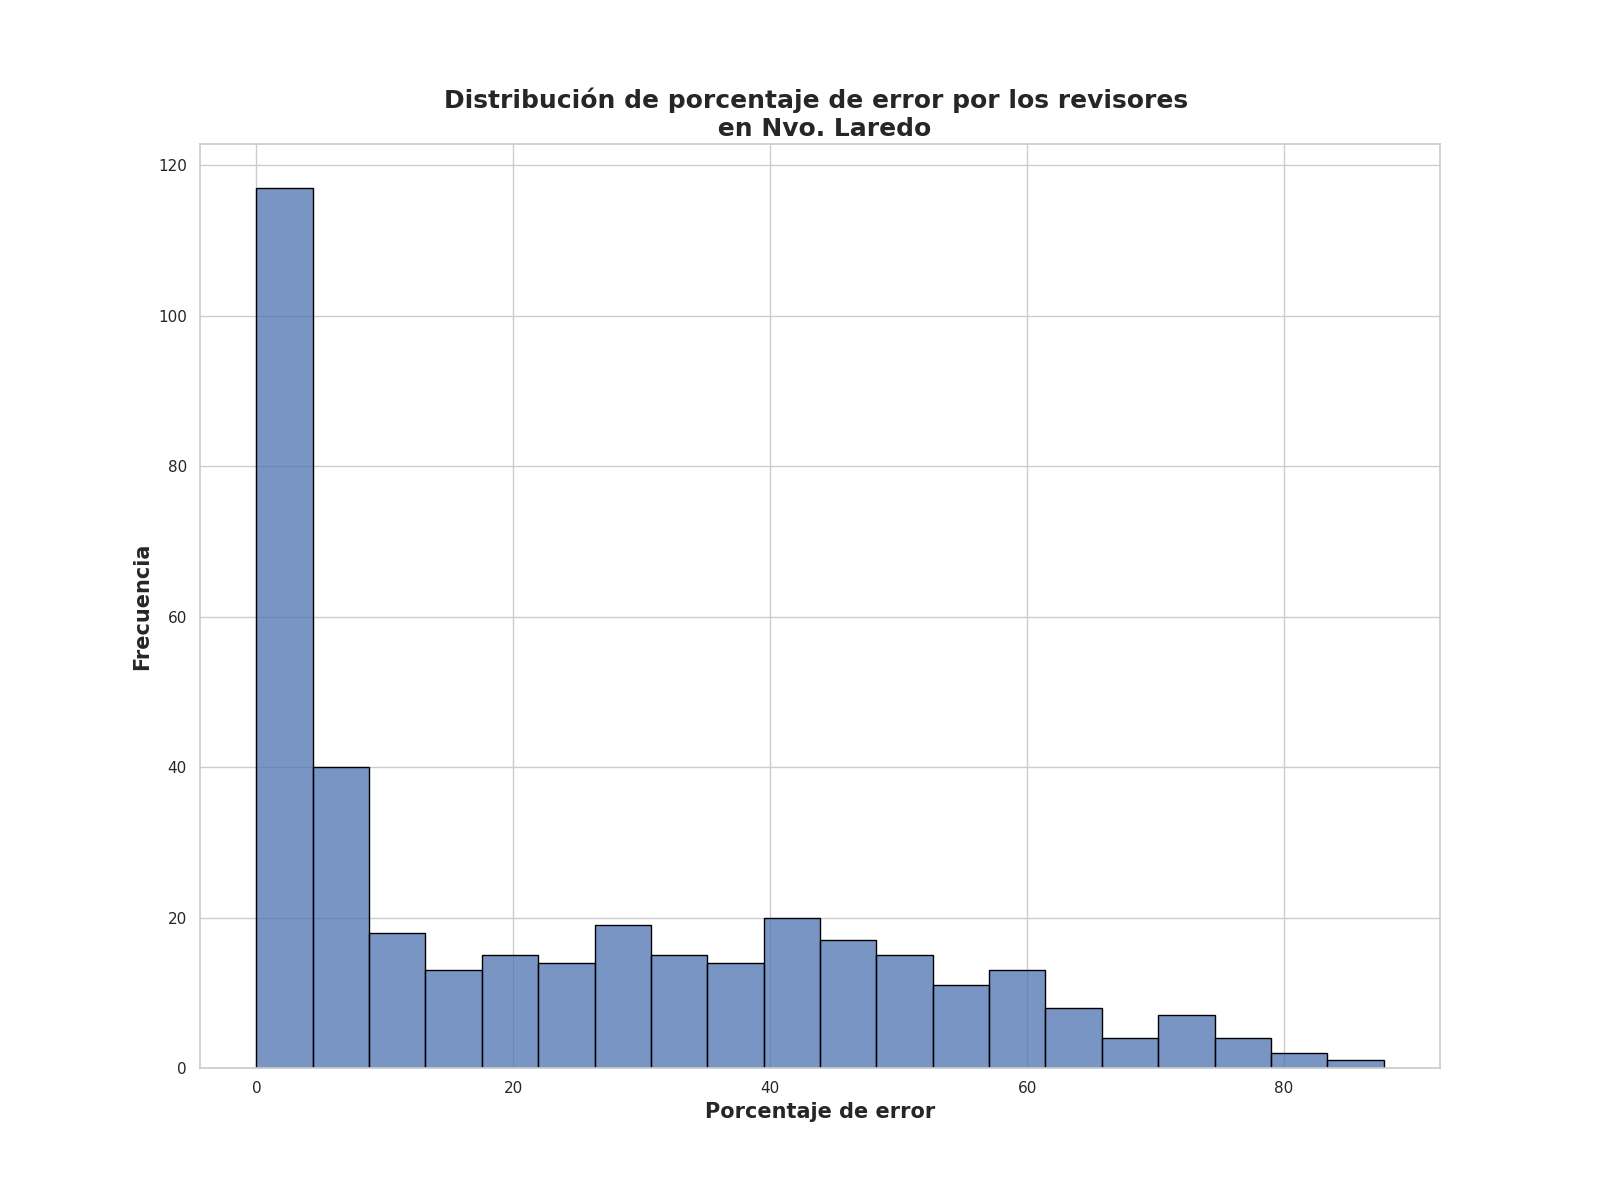 Distribución de porcentaje de error por los revisores
en Nvo. Laredo
120
100
80
60
40
20
0
Frecuencia
0 20 40 60 80
Porcentaje de error